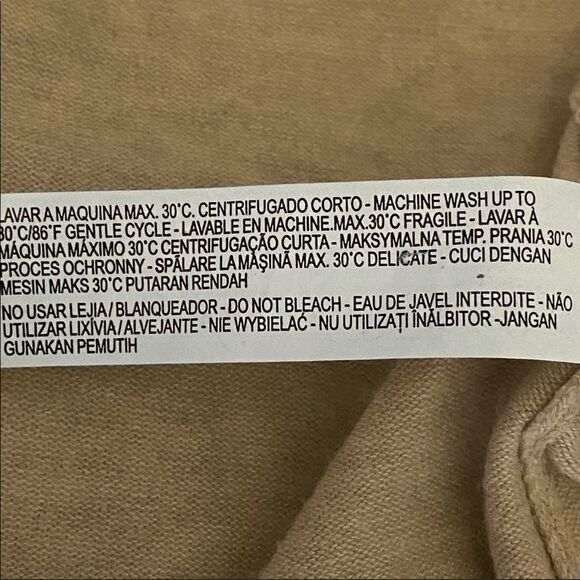 LAVAR A MAQUINA MAX. 30°C. CENTRIFUGADO CORTO - MACHINE WASH UP TO
30°C/86°F GENTLE CYCLE - LAVABLE EN MACHINE.MAX.30°C FRAGILE - LAVAR À
MÁQUINA MÁXIMO 30°C CENTRIFUGAÇÃO CURTA - MAKSYMALNA TEMP. PRANIA 30°C
PROCES OCHRONNY - SPĂLARE LA MAȘINĂ MAX. 30°C DELICATE - CUCI DENGAN
MESIN MAKS 30°C PUTARAN RENDAH
NO USAR LEJIA / BLANQUEADOR - DO NOT BLEACH - EAU DE JAVEL INTERDITE - NÃO
UTILIZAR LIXÍVIA / ALVEJANTE - NIE WYBIELAĆ - NU UTILIZAȚI ÎNĂLBITOR -JANGAN
GUNAKAN PEMUTIH